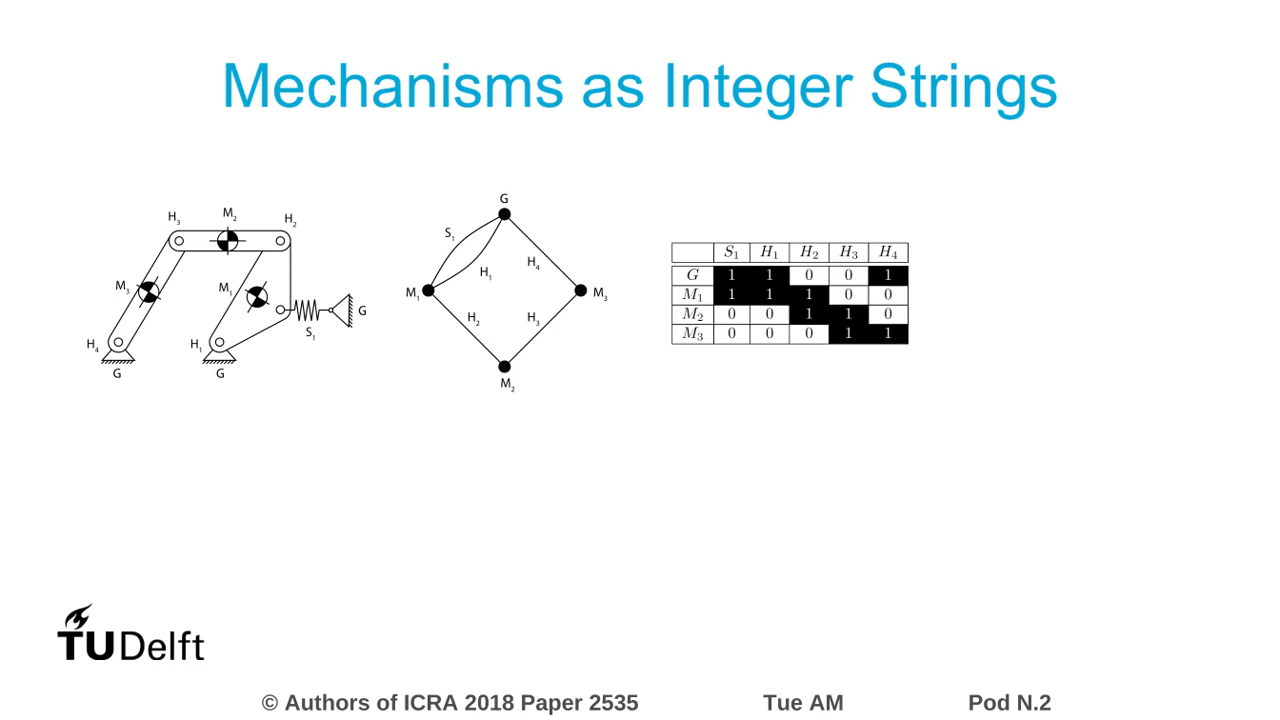 Mechanisms as Integer Strings
H3 M2 H2
M3 M1
G
S1
H4 H1
G G
G
S1
H4
H1
M1 M3
H2 H3
M2
S1 H1 H2 H3 H4
G 1 1 0 0 1
M1 1 1 1 0 0
M2 0 0 1 1 0
M3 0 0 0 1 1
TU Delft
© Authors of ICRA 2018 Paper 2535 Tue AM Pod N.2